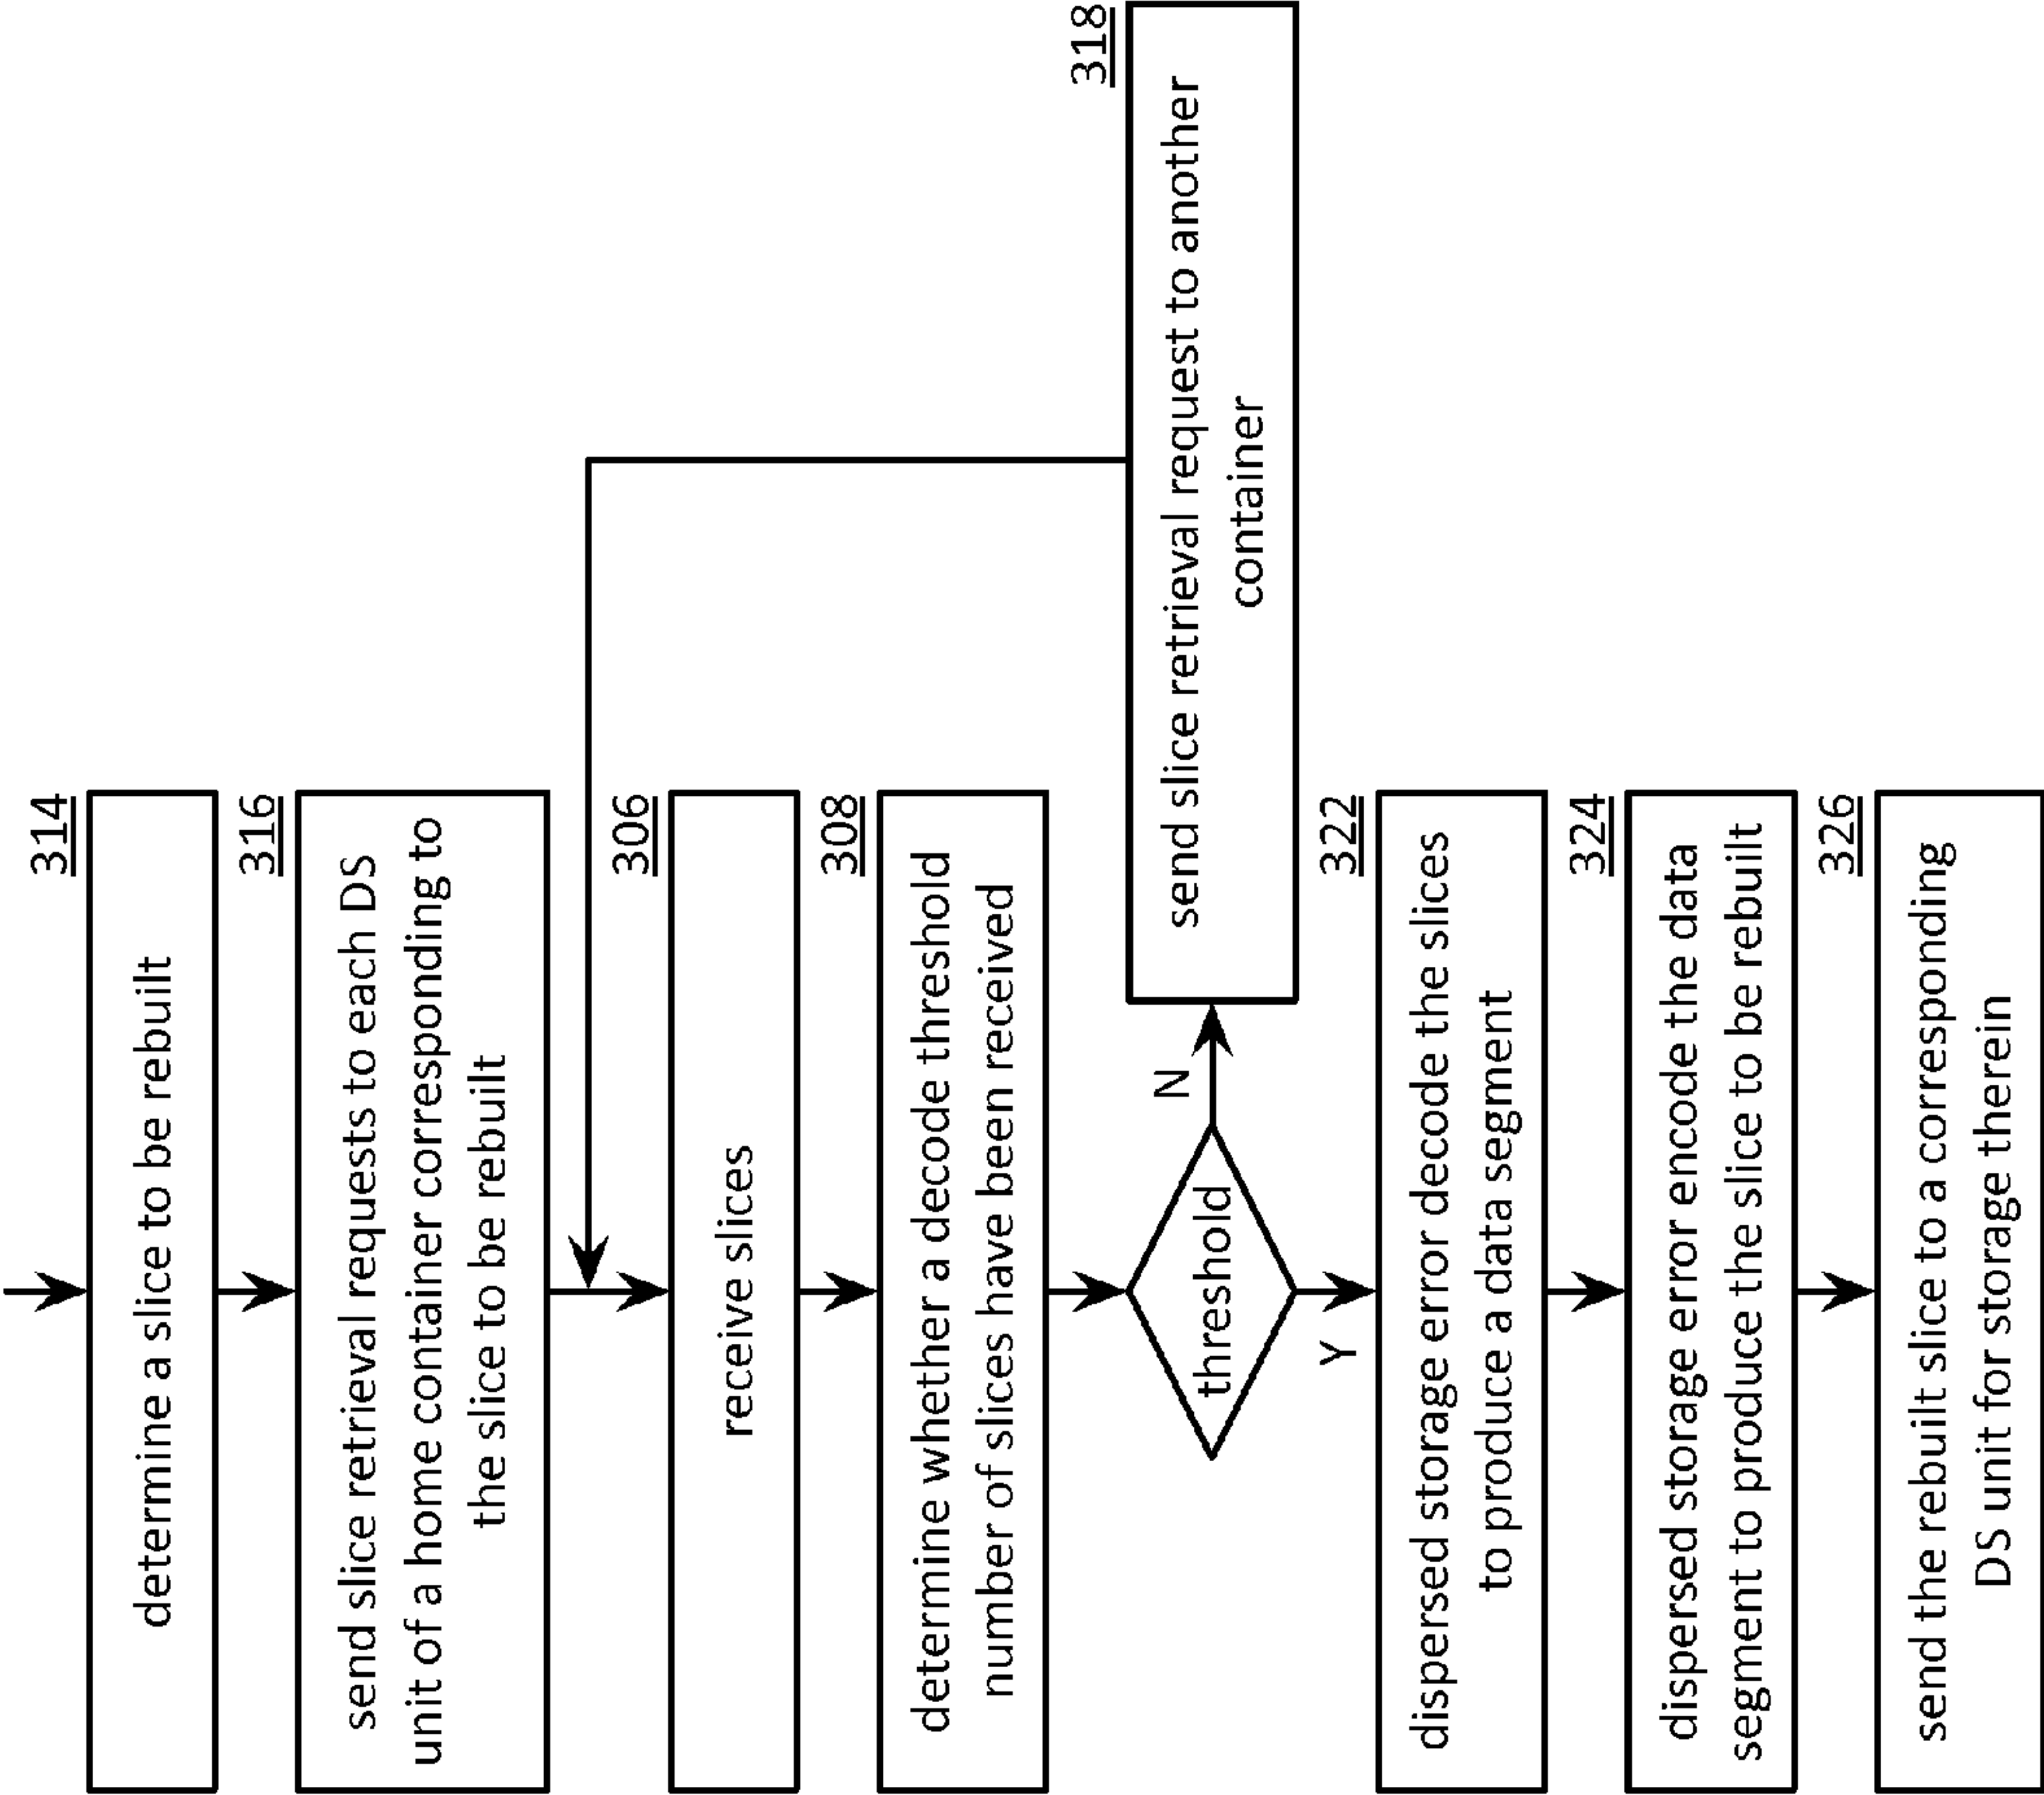 314
determine a slice to be rebuilt
316
send slice retrieval requests to each DS
unit of a home container corresponding to
the slice to be rebuilt
306
receive slices
308
determine whether a decode threshold
number of slices have been received
threshold
N
318
send slice retrieval request to another
container
Y
322
dispersed storage error decode the slices
to produce a data segment
324
dispersed storage error encode the data
segment to produce the slice to be rebuilt
326
send the rebuilt slice to a corresponding
DS unit for storage therein